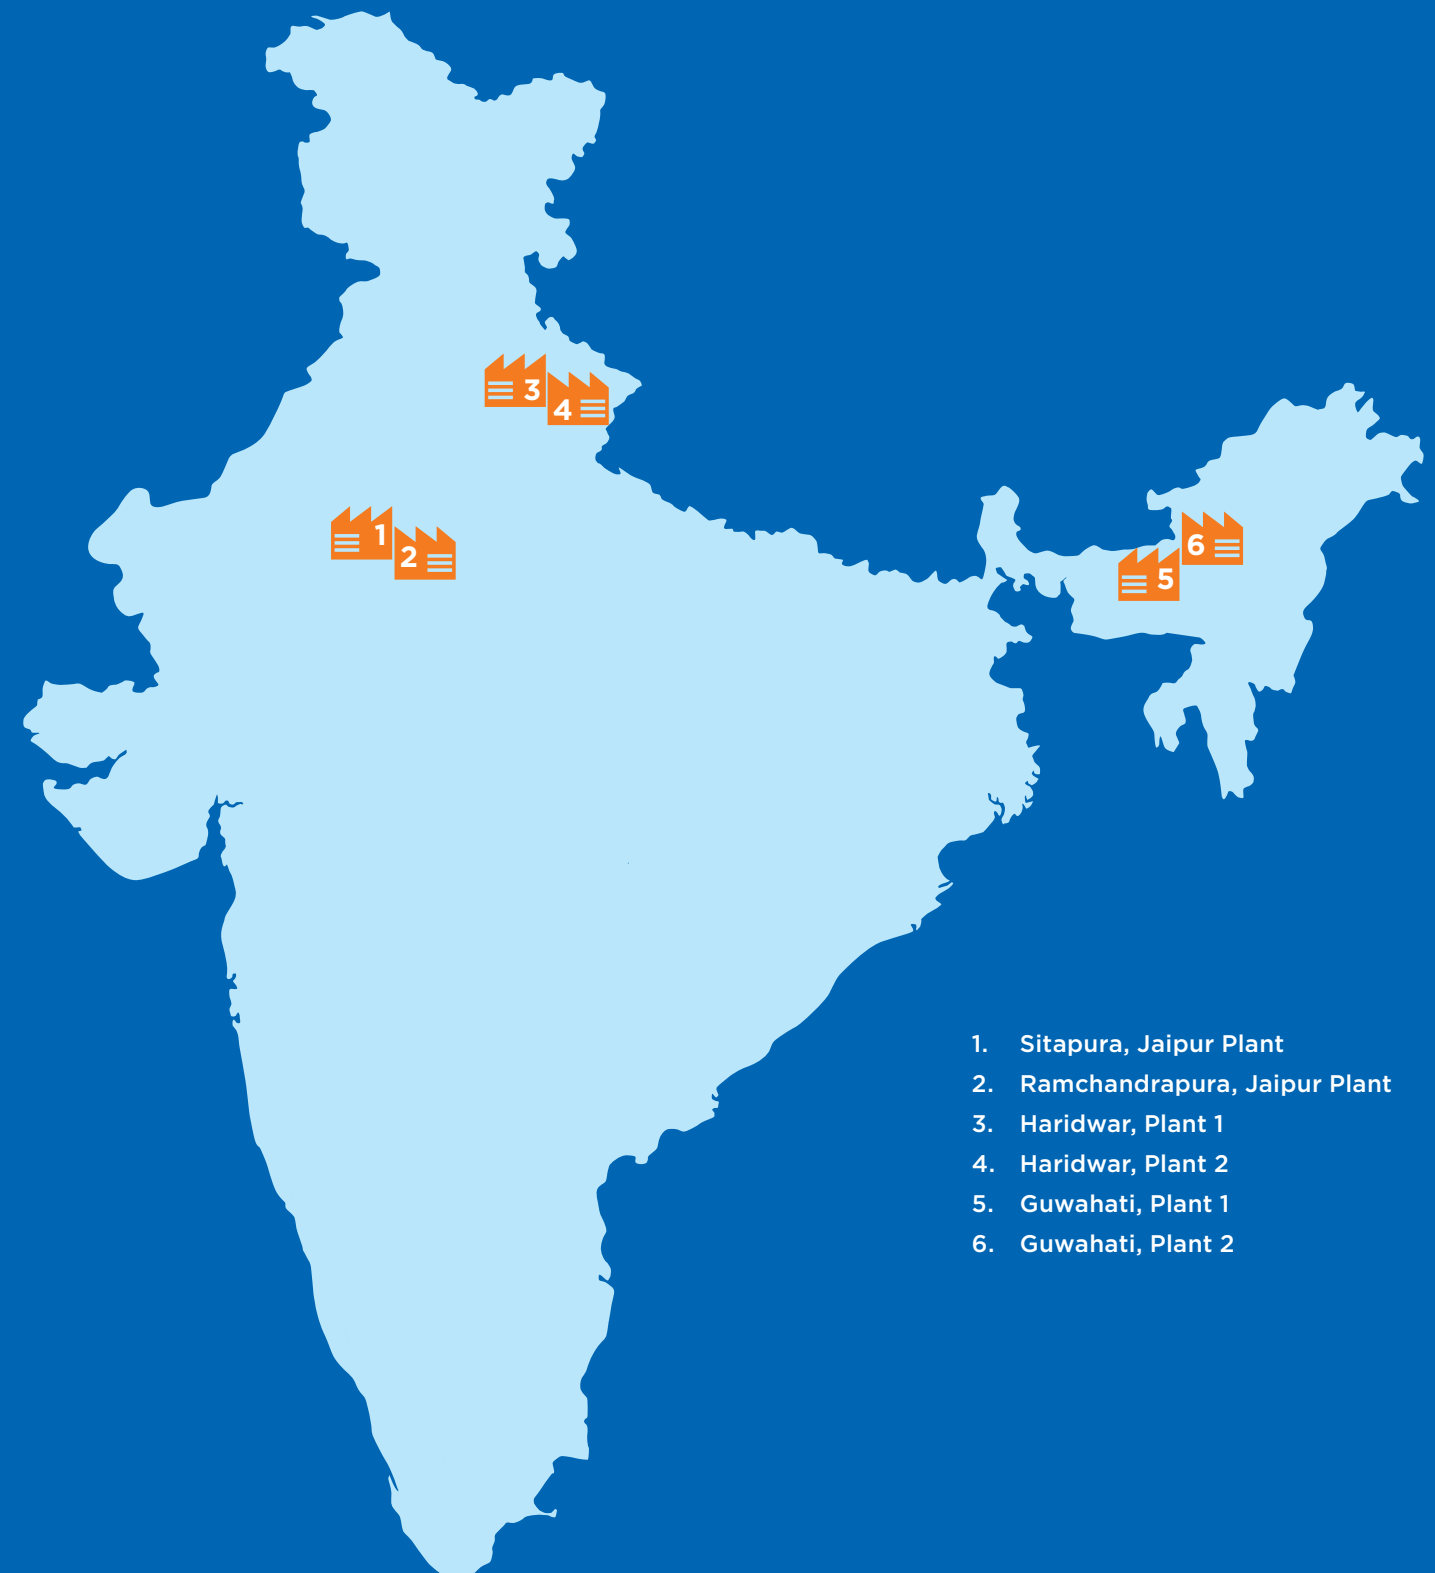 3
4
1
2
6
5
1. Sitapura, Jaipur Plant
2. Ramchandrapura, Jaipur Plant
3. Haridwar, Plant 1
4. Haridwar, Plant 2
5. Guwahati, Plant 1
6. Guwahati, Plant 2